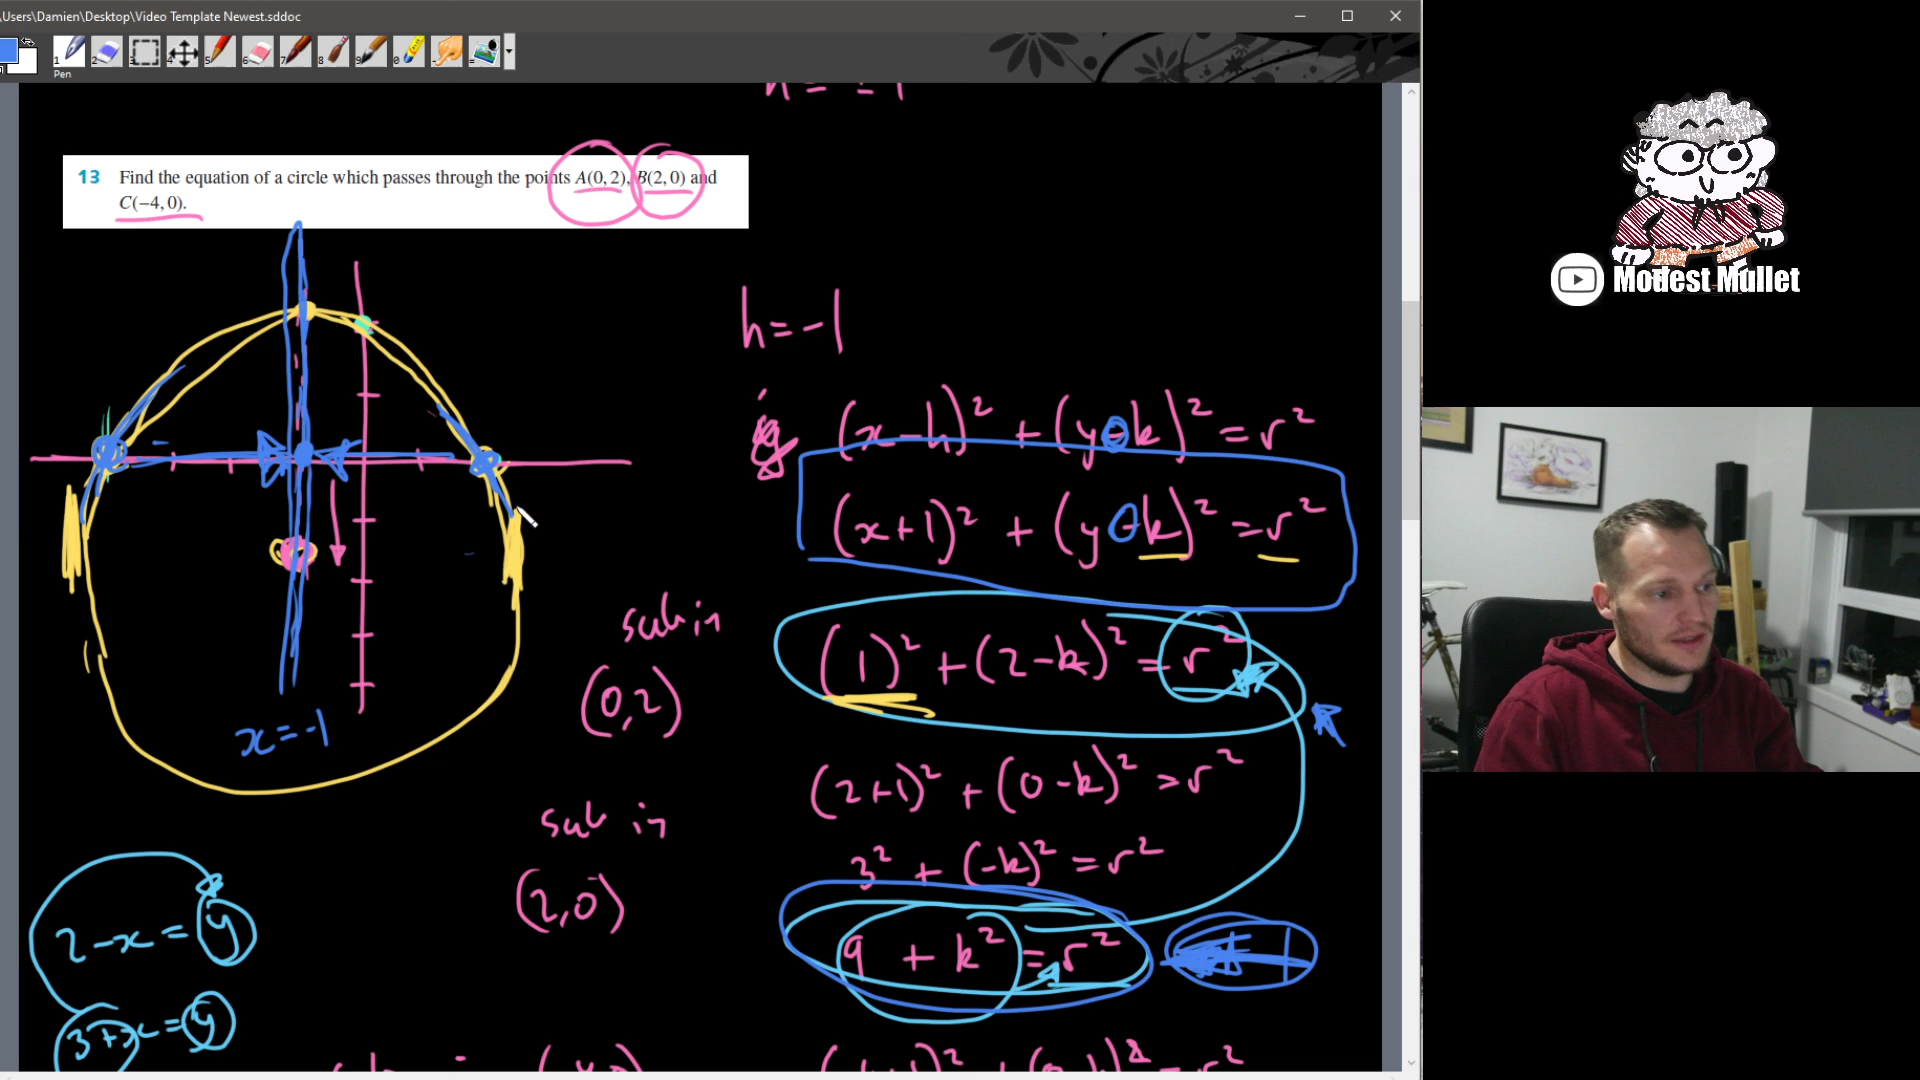 \Users\Damien\Desktop\Video Template Newest.sddoc
Pen
h = ±1
13 Find the equation of a circle which passes through the points A(0, 2), B(2, 0) and
C(−4, 0).
h = -1
(x-h)² + (y-k)² = r²
(x+1)² + (y-k)² = r²
sub in
(0,2)
(1)² + (2-k)² = r²
x = -1
(2+1)² + (0-k)² = r²
sub in
(2,0)
3² + (-k)² = r²
9 + k² = r²
2-x = y
3+x = y
Modest Mullet